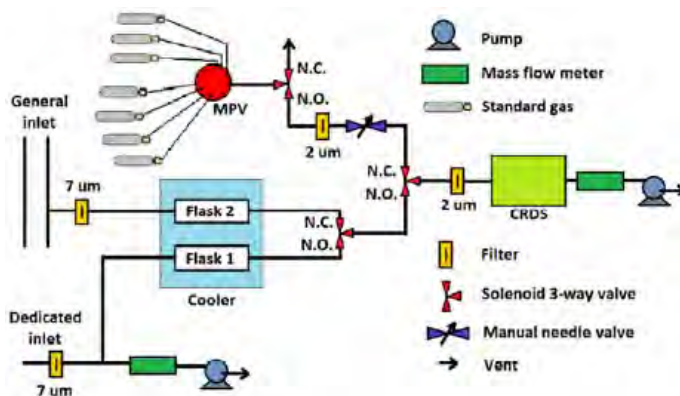 N.C.
Pump
MPV
N.O.
Mass flow meter
General
inlet
Standard gas
2 um
7 um
N.C.
N.O.
2 um
CRDS
Flask 2
N.C.
N.O.
Flask 1
Filter
Cooler
Solenoid 3-way valve
Dedicated
inlet
Manual needle valve
7 um
Vent